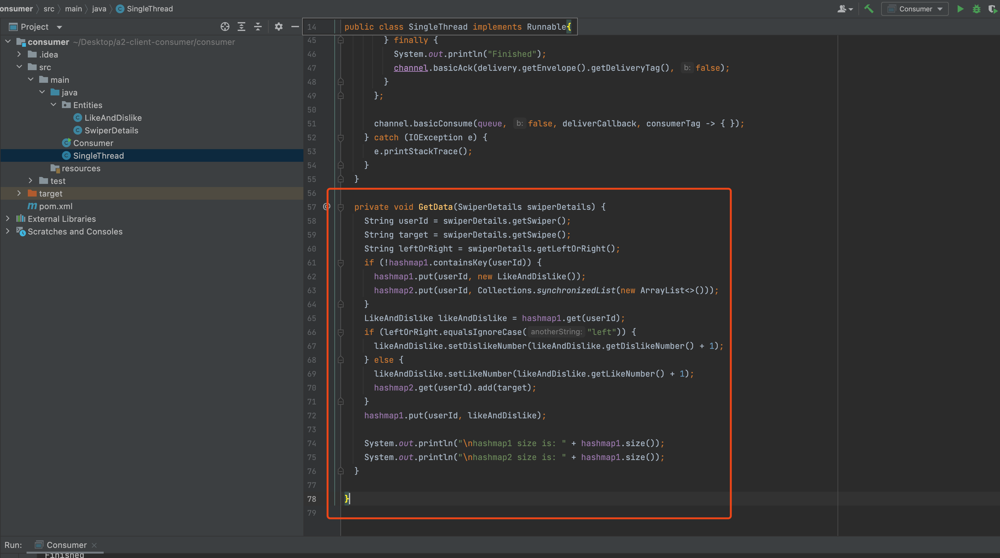 onsumer src main java SingleThread
Consumer
Project
consumer ~/Desktop/a2-client-consumer/consumer
.idea
src
main
java
Entities
LikeAndDislike
SwiperDetails
Consumer
SingleThread
resources
test
target
pom.xml
External Libraries
Scratches and Consoles
14 public class SingleThread implements Runnable{
45 } finally {
46 System.out.println("Finished");
47 channel.basicAck(delivery.getEnvelope().getDeliveryTag(), b: false);
48 }
49 };
50
51 channel.basicConsume(queue, b: false, deliverCallback, consumerTag -> { });
52 } catch (IOException e) {
53 e.printStackTrace();
54 }
55 }
56
57 @ private void GetData(SwiperDetails swiperDetails) {
58 String userId = swiperDetails.getSwiper();
59 String target = swiperDetails.getSwipee();
60 String leftOrRight = swiperDetails.getLeftOrRight();
61 if (!hashmap1.containsKey(userId)) {
62 hashmap1.put(userId, new LikeAndDislike());
63 hashmap2.put(userId, Collections.synchronizedList(new ArrayList<>()));
64 }
65 LikeAndDislike likeAndDislike = hashmap1.get(userId);
66 if (leftOrRight.equalsIgnoreCase( anotherString: "left")) {
67 likeAndDislike.setDislikeNumber(likeAndDislike.getDislikeNumber() + 1);
68 } else {
69 likeAndDislike.setLikeNumber(likeAndDislike.getLikeNumber() + 1);
70 hashmap2.get(userId).add(target);
71 }
72 hashmap1.put(userId, likeAndDislike);
73
74 System.out.println("\nhashmap1 size is: " + hashmap1.size());
75 System.out.println("\nhashmap2 size is: " + hashmap1.size());
76 }
77
78 }
79
Run: Consumer
Finished